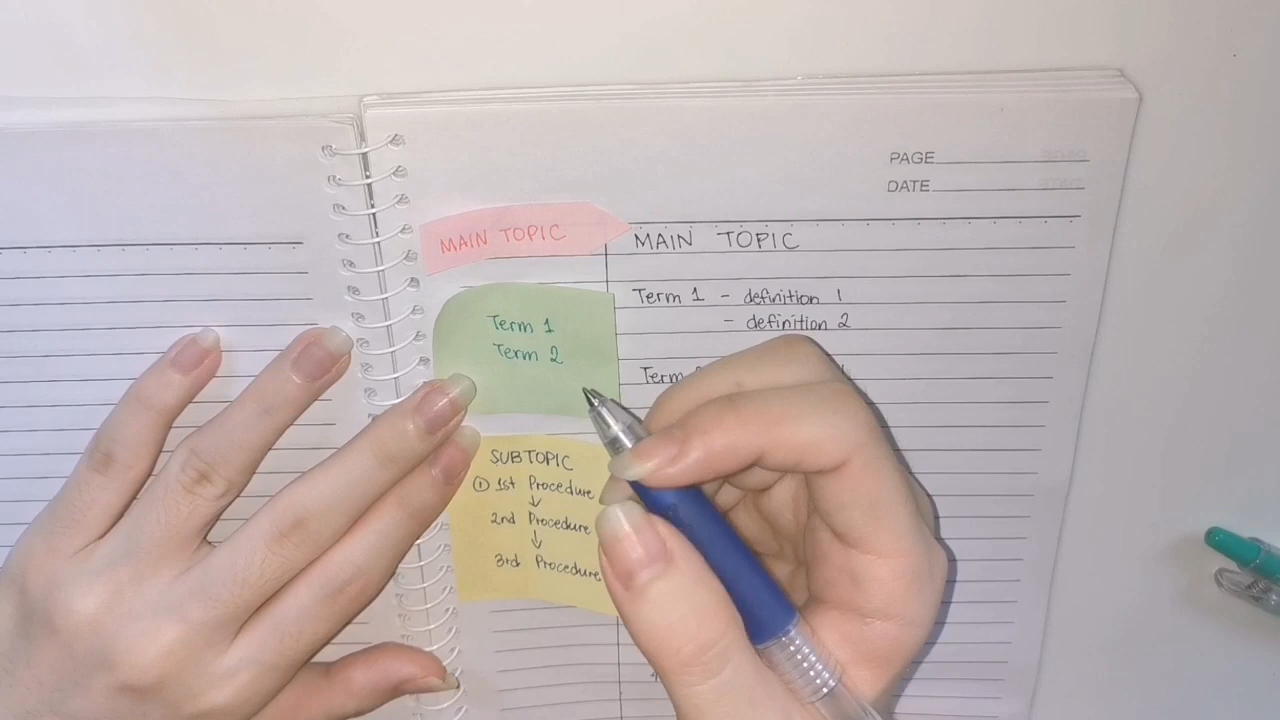 PAGE
DATE
MAIN TOPIC
MAIN TOPIC
Term 1 - definition 1
- definition 2
Term 1
Term 2
Term
SUBTOPIC
① 1st Procedure
↓
2nd Procedure
↓
3rd Procedure